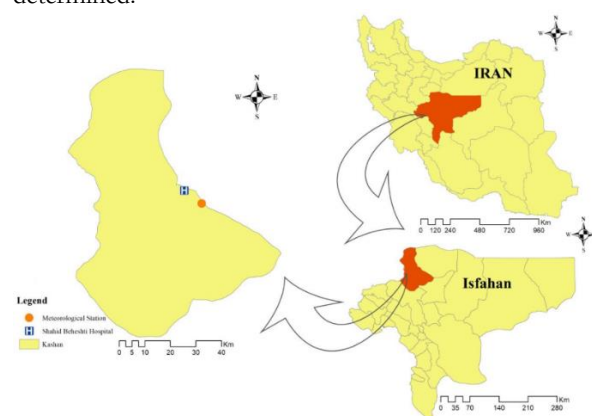 determined.
N
W E
S
Legend
Meteorological Station
H Shahid Beheshti Hospital
Kashan
H
0 5 10 20 30 40
Km
N
W E
S
IRAN
0 120 240 480 720 960
Km
N
W E
S
Isfahan
0 35 70 140 210 280
Km